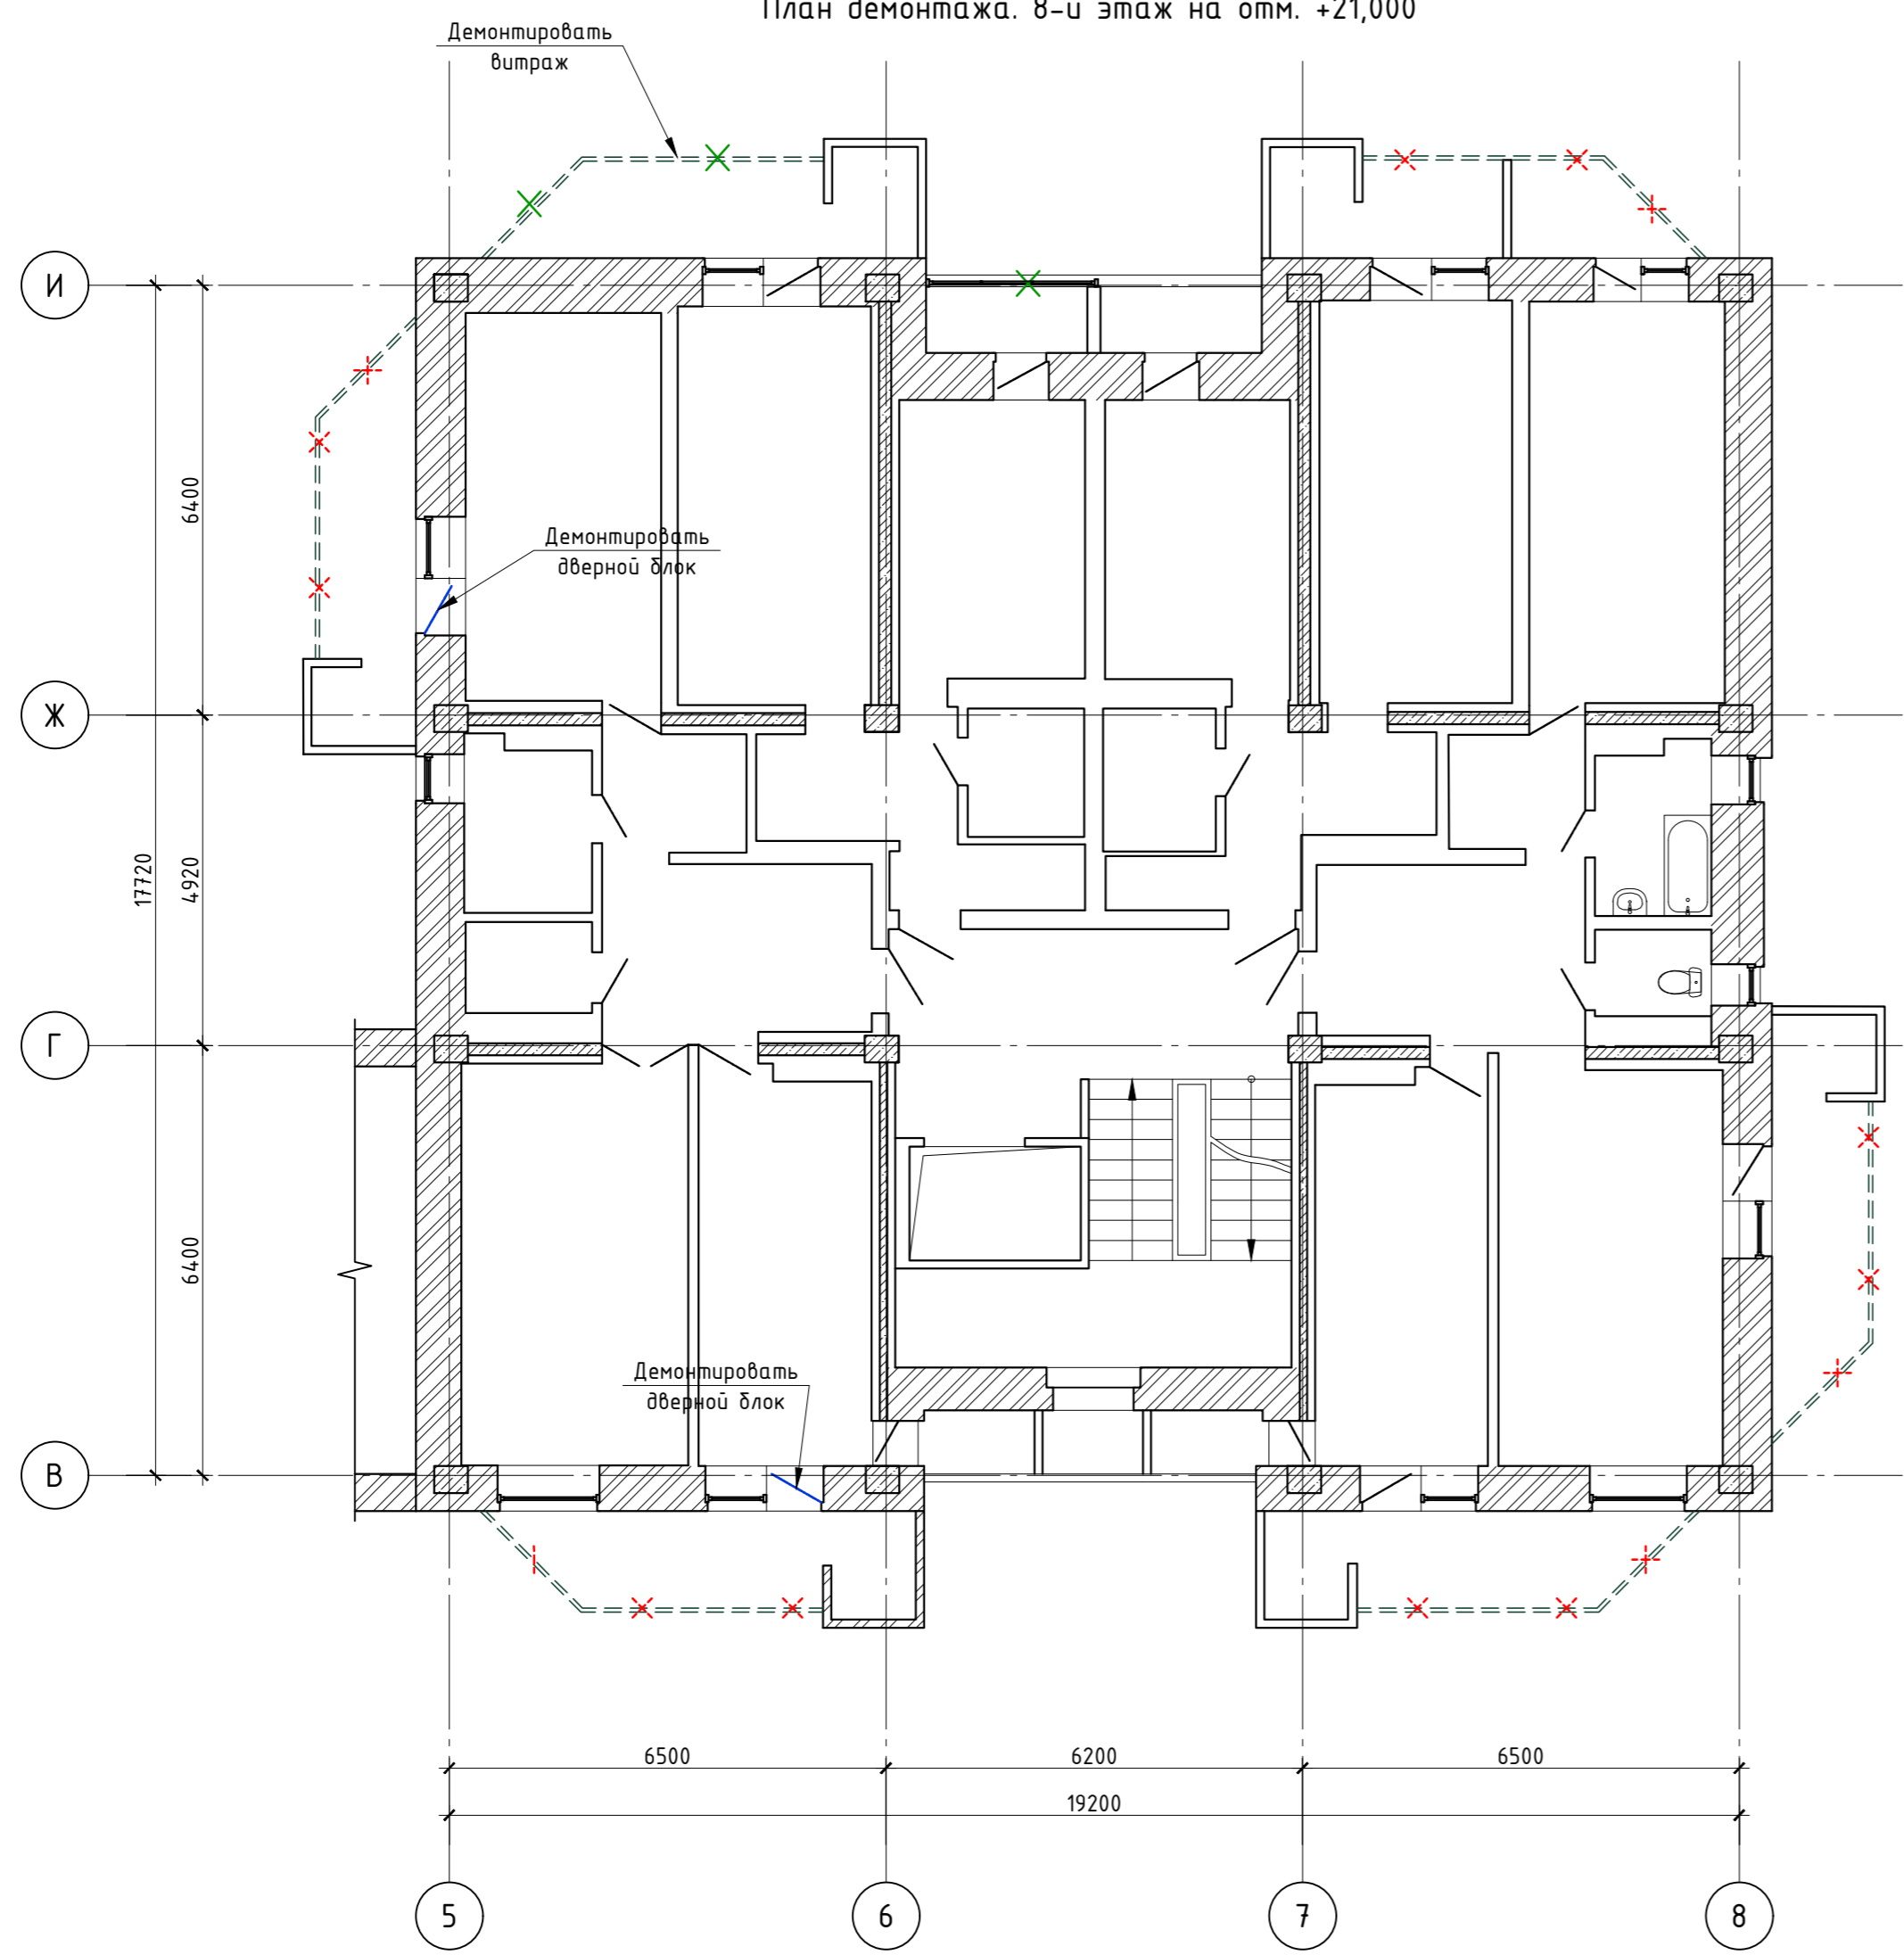 План демонтажа. 8-й этаж на отм. +21,000
Демонтировать
витраж
И
6400
Демонтировать
дверной блок
Ж
17720
4920
Г
6400
Демонтировать
дверной блок
В
6500
6200
6500
19200
5
6
7
8